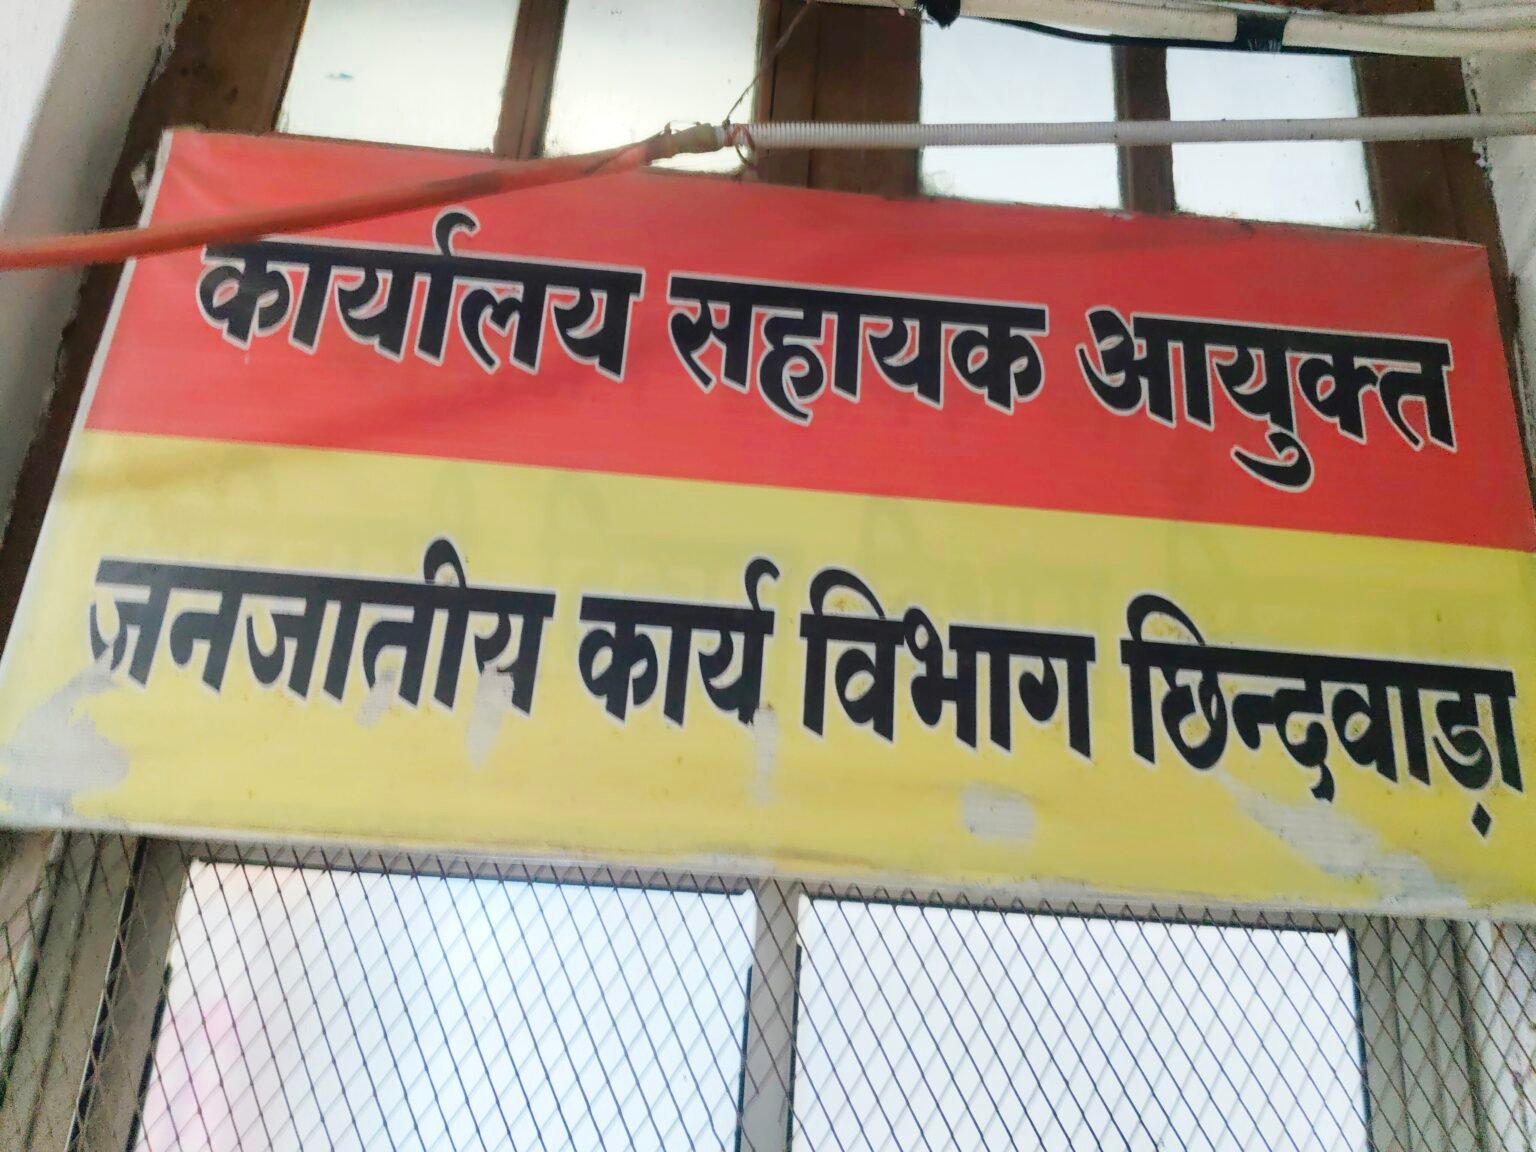 कार्यालय सहायक आयुक्त
जनजातीय कार्य विभाग छिन्दवाड़ा